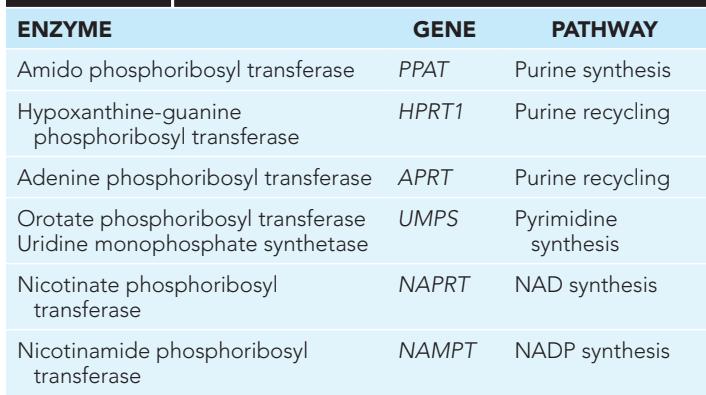 ENZYME GENE PATHWAY
Amido phosphoribosyl transferase PPAT Purine synthesis
Hypoxanthine-guanine HPRT1 Purine recycling
phosphoribosyl transferase
Adenine phosphoribosyl transferase APRT Purine recycling
Orotate phosphoribosyl transferase UMPS Pyrimidine
Uridine monophosphate synthetase synthesis
Nicotinate phosphoribosyl NAPRT NAD synthesis
transferase
Nicotinamide phosphoribosyl NAMPT NADP synthesis
transferase